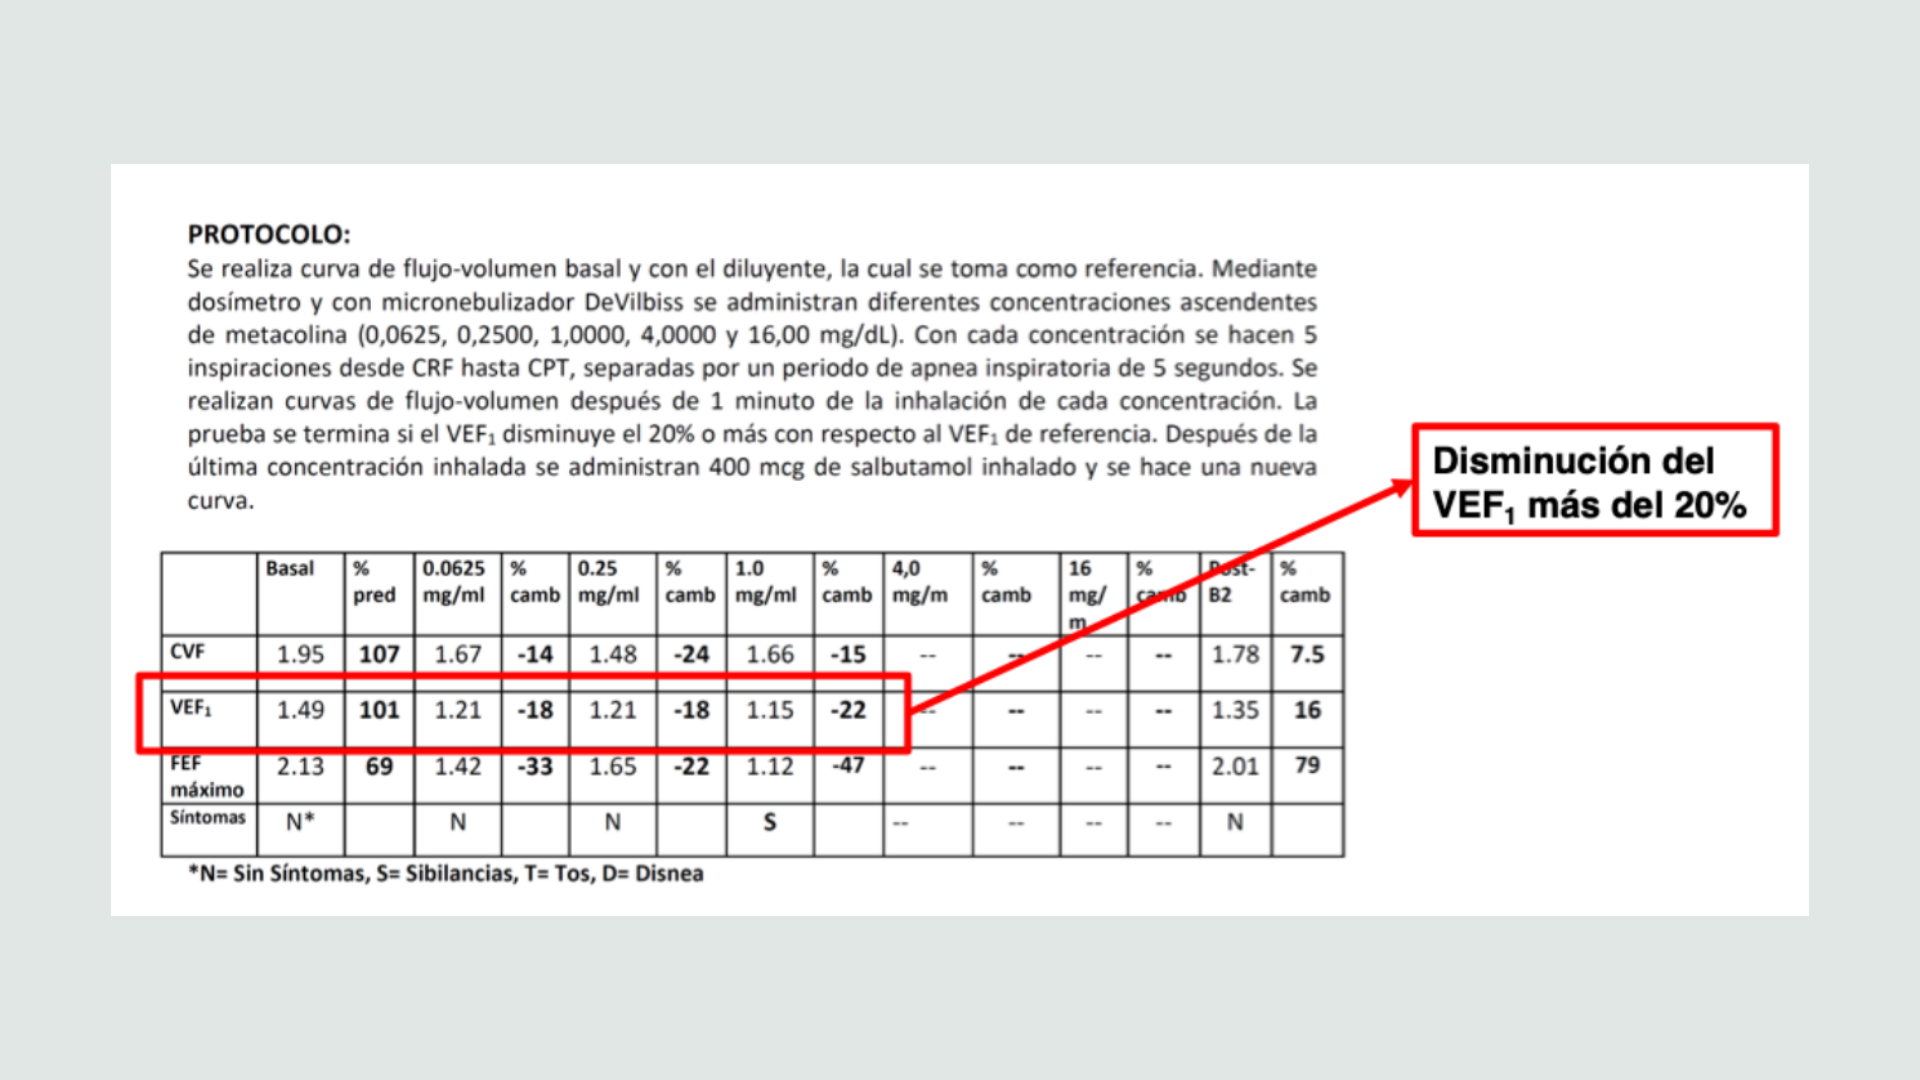 PROTOCOLO:
Se realiza curva de flujo-volumen basal y con el diluyente, la cual se toma como referencia. Mediante
dosímetro y con micronebulizador DeVilbiss se administran diferentes concentraciones ascendentes
de metacolina (0,0625, 0,2500, 1,0000, 4,0000 y 16,00 mg/dL). Con cada concentración se hacen 5
inspiraciones desde CRF hasta CPT, separadas por un periodo de apnea inspiratoria de 5 segundos. Se
realizan curvas de flujo-volumen después de 1 minuto de la inhalación de cada concentración. La
prueba se termina si el VEF₁ disminuye el 20% o más con respecto al VEF₁ de referencia. Después de la
última concentración inhalada se administran 400 mcg de salbutamol inhalado y se hace una nueva
curva.
Disminución del
VEF₁ más del 20%
Basal % 0.0625 % 0.25 % 1.0 % 4,0 % 16 % Post- %
pred mg/ml camb mg/ml camb mg/ml camb mg/m camb mg/ camb B2 camb
m
CVF 1.95 107 1.67 -14 1.48 -24 1.66 -15 -- -- -- -- 1.78 7.5
VEF₁ 1.49 101 1.21 -18 1.21 -18 1.15 -22 -- -- -- -- 1.35 16
FEF 2.13 69 1.42 -33 1.65 -22 1.12 -47 -- -- -- -- 2.01 79
máximo
Síntomas N* N N S -- -- -- -- N
*N= Sin Síntomas, S= Sibilancias, T= Tos, D= Disnea